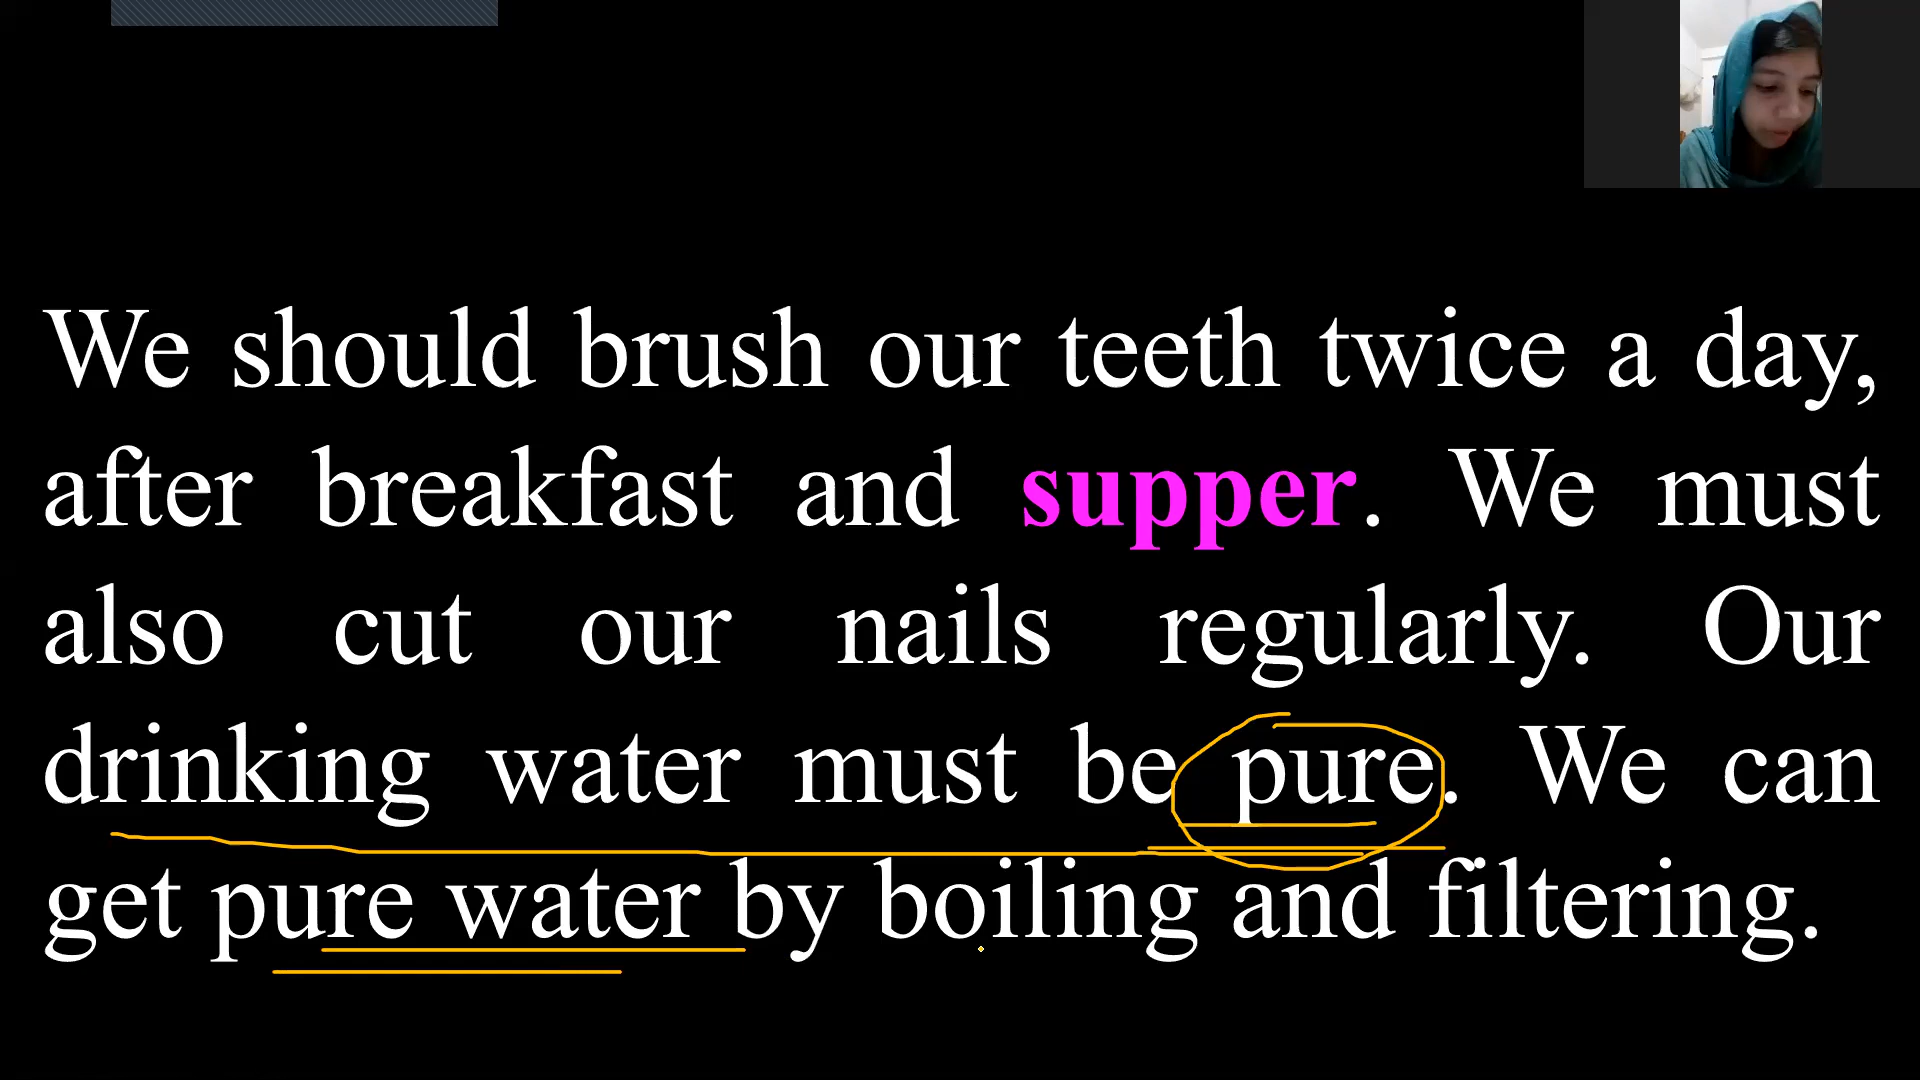 We should brush our teeth twice a day,
after breakfast and supper. We must
also cut our nails regularly. Our
drinking water must be pure. We can
get pure water by boiling and filtering.